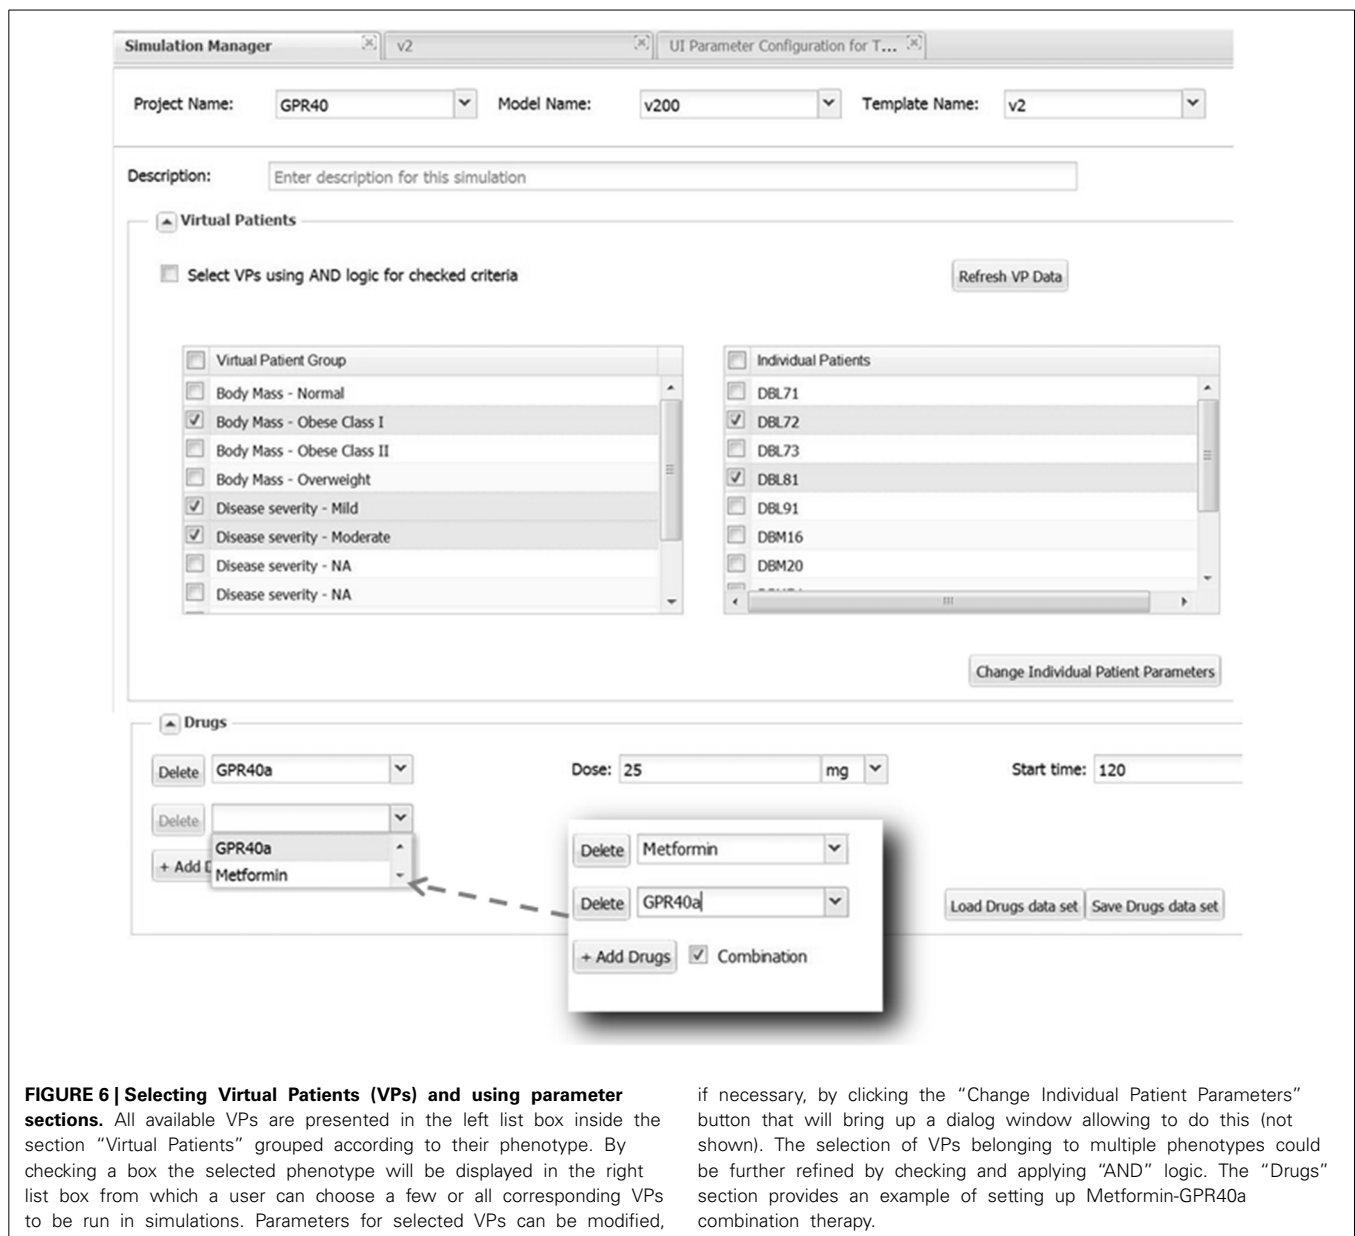 Simulation Manager
v2
UI Parameter Configuration for T...
Project Name: GPR40 Model Name: v200 Template Name: v2
Description: Enter description for this simulation
Virtual Patients
Select VPs using AND logic for checked criteria
Refresh VP Data
Virtual Patient Group
Body Mass - Normal
Body Mass - Obese Class I
Body Mass - Obese Class II
Body Mass - Overweight
Disease severity - Mild
Disease severity - Moderate
Disease severity - NA
Disease severity - NA
Individual Patients
DBL71
DBL72
DBL73
DBL81
DBL91
DBM16
DBM20
Change Individual Patient Parameters
Drugs
Delete GPR40a Dose: 25 mg Start time: 120
Delete
GPR40a
Metformin
+ Add D
Delete Metformin
Delete GPR40a
+ Add Drugs Combination
Load Drugs data set Save Drugs data set
FIGURE 6 | Selecting Virtual Patients (VPs) and using parameter
sections. All available VPs are presented in the left list box inside the
section “Virtual Patients” grouped according to their phenotype. By
checking a box the selected phenotype will be displayed in the right
list box from which a user can choose a few or all corresponding VPs
to be run in simulations. Parameters for selected VPs can be modified,
if necessary, by clicking the “Change Individual Patient Parameters”
button that will bring up a dialog window allowing to do this (not
shown). The selection of VPs belonging to multiple phenotypes could
be further refined by checking and applying “AND” logic. The “Drugs”
section provides an example of setting up Metformin-GPR40a
combination therapy.